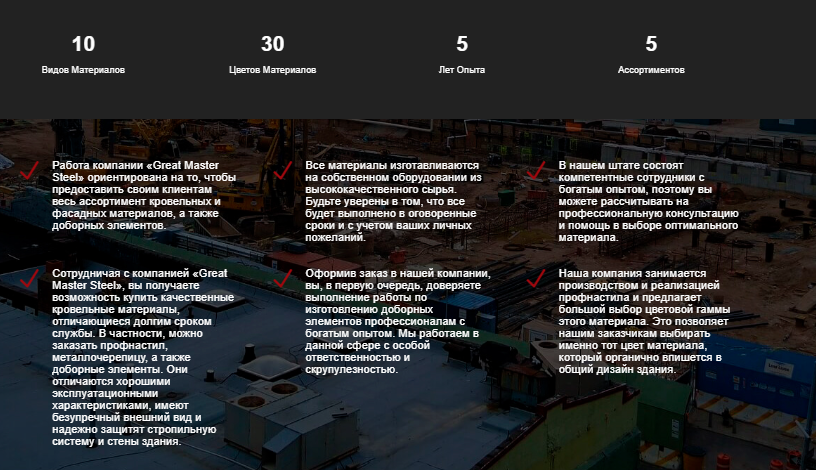 10
30
5
5
Видов Материалов
Цветов Материалов
Лет Опыта
Ассортиментов
Работа компании «Great Master
Steel» ориентирована на то, чтобы
предоставить своим клиентам
весь ассортимент кровельных и
фасадных материалов, а также
доборных элементов.
Все материалы изготавливаются
на собственном оборудовании из
высококачественного сырья.
Будьте уверены в том, что все
будет выполнено в оговоренные
сроки и с учетом ваших личных
пожеланий.
В нашем штате состоят
компетентные сотрудники с
богатым опытом, поэтому вы
можете рассчитывать на
профессиональную консультацию
и помощь в выборе оптимального
материала.
Сотрудничая с компанией «Great
Master Steel», вы получаете
возможность купить качественные
кровельные материалы,
отличающиеся долгим сроком
службы. В частности, можно
заказать профнастил,
металлочерепицу, а также
доборные элементы. Они
отличаются хорошими
эксплуатационными
характеристиками, имеют
безупречный внешний вид и
надежно защитят стропильную
систему и стены здания.
Оформив заказ в нашей компании,
вы, в первую очередь, доверяете
выполнение работы по
изготовлению доборных
элементов профессионалам с
богатым опытом. Мы работаем в
данной сфере с особой
ответственностью и
скрупулезностью.
Наша компания занимается
производством и реализацией
профнастила и предлагает
большой выбор цветовой гаммы
этого материала. Это позволяет
нашим заказчикам выбирать
именно тот цвет материала,
который органично впишется в
общий дизайн здания.